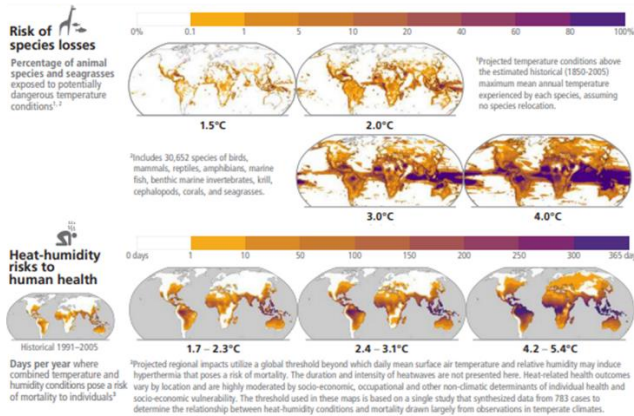 Risk of
species losses
Percentage of animal
species and seagrasses
exposed to potentially
dangerous temperature
conditions¹,²
0% 0.1 1 5 10 20 40 60 80 100%
¹Projected temperature conditions above
the estimated historical (1850-2005)
maximum mean annual temperature
experienced by each species, assuming
no species relocation.
1.5°C 2.0°C
²Includes 30,652 species of birds,
mammals, reptiles, amphibians, marine
fish, benthic marine invertebrates, krill,
cephalopods, corals, and seagrasses.
3.0°C 4.0°C
Heat-humidity
risks to
human health
0 days 1 10 50 100 150 200 250 300 365 day
Historical 1991–2005
1.7 – 2.3°C 2.4 – 3.1°C 4.2 – 5.4°C
Days per year where
combined temperature and
humidity conditions pose a risk
of mortality to individuals³
³Projected regional impacts utilize a global threshold beyond which daily mean surface air temperature and relative humidity may induce
hyperthermia that poses a risk of mortality. The duration and intensity of heatwaves are not presented here. Heat-related health outcomes
vary by location and are highly moderated by socio-economic, occupational and other non-climatic determinants of individual health and
socio-economic vulnerability. The threshold used in these maps is based on a single study that synthesized data from 783 cases to
determine the relationship between heat-humidity conditions and mortality drawn largely from observations in temperate climates.